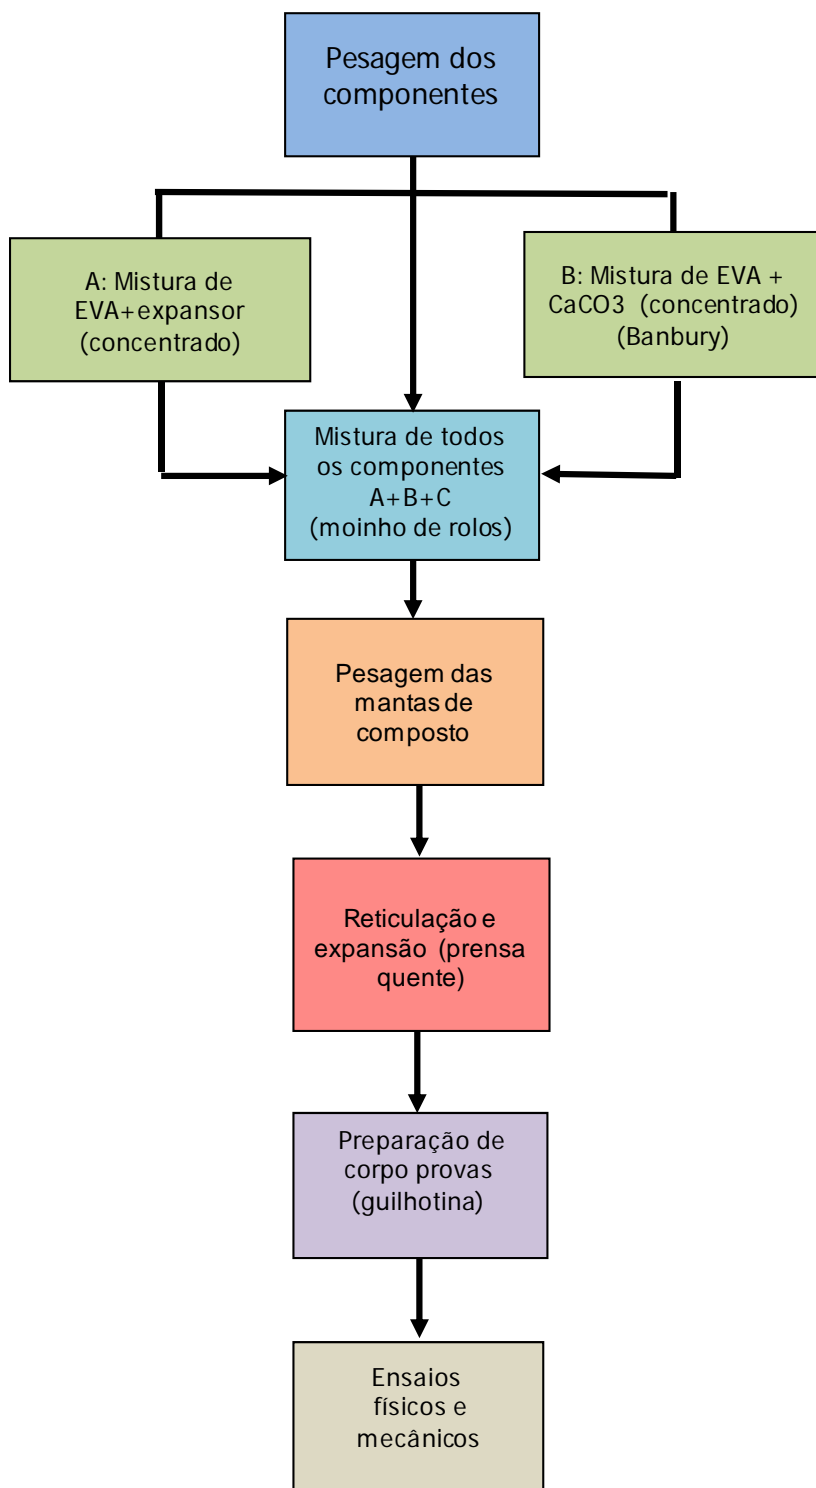 Pesagem dos
componentes
A: Mistura de
EVA+expansor
(concentrado)
B: Mistura de EVA +
CaCO3 (concentrado)
(Banbury)
Mistura de todos
os componentes
A+B+C
(moinho de rolos)
Pesagem das
mantas de
composto
Reticulação e
expansão (prensa
quente)
Preparação de
corpo provas
(guilhotina)
Ensaios
físicos e
mecânicos